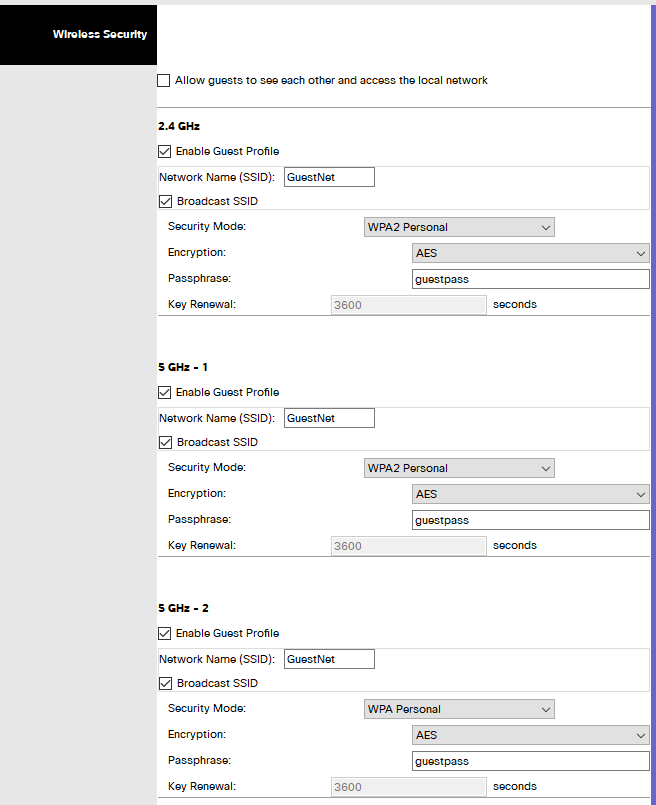 Wireless Security
Allow guests to see each other and access the local network
2.4 GHz
Enable Guest Profile
Network Name (SSID): GuestNet
Broadcast SSID
Security Mode: WPA2 Personal
Encryption: AES
Passphrase: guestpass
Key Renewal: 3600 seconds
5 GHz - 1
Enable Guest Profile
Network Name (SSID): GuestNet
Broadcast SSID
Security Mode: WPA2 Personal
Encryption: AES
Passphrase: guestpass
Key Renewal: 3600 seconds
5 GHz - 2
Enable Guest Profile
Network Name (SSID): GuestNet
Broadcast SSID
Security Mode: WPA Personal
Encryption: AES
Passphrase: guestpass
Key Renewal: 3600 seconds